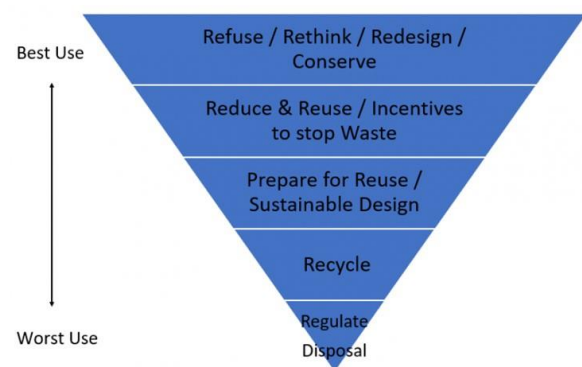 Best Use
Refuse / Rethink / Redesign /
Conserve
Reduce & Reuse / Incentives
to stop Waste
Prepare for Reuse /
Sustainable Design
Recycle
Worst Use
Regulate
Disposal